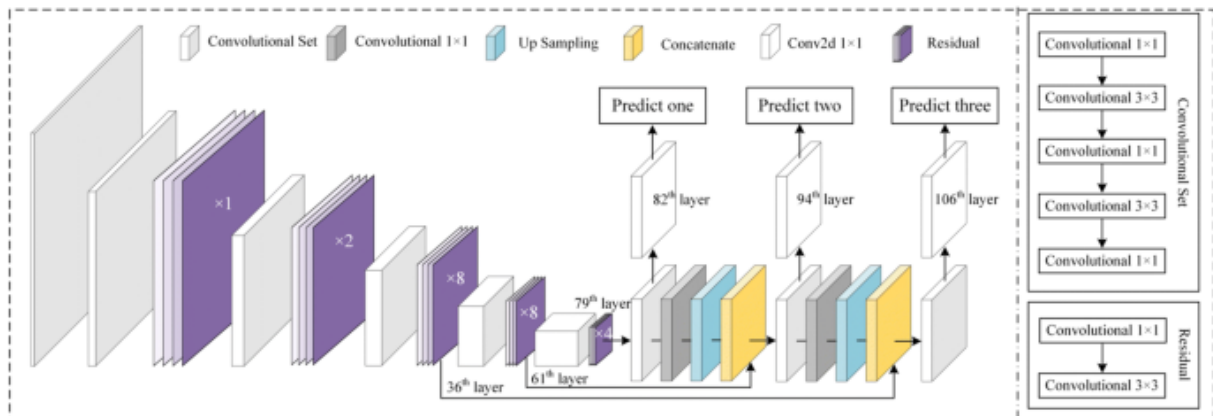 Convolutional Set
Convolutional 1×1
Up Sampling
Concatenate
Conv2d 1×1
Residual
Predict one
Predict two
Predict three
82th layer
94th layer
106th layer
×1
×2
×8
×8
×4
79th layer
61th layer
36th layer
Convolutional 1×1
Convolutional 3×3
Convolutional 1×1
Convolutional 3×3
Convolutional 1×1
Convolutional Set
Convolutional 1×1
Convolutional 3×3
Residual